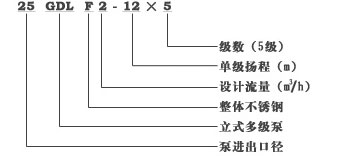 25 GDL F 2 - 12 × 5
级数（5级）
单级扬程（m）
设计流量（m³/h）
整体不锈钢
立式多级泵
泵进出口径